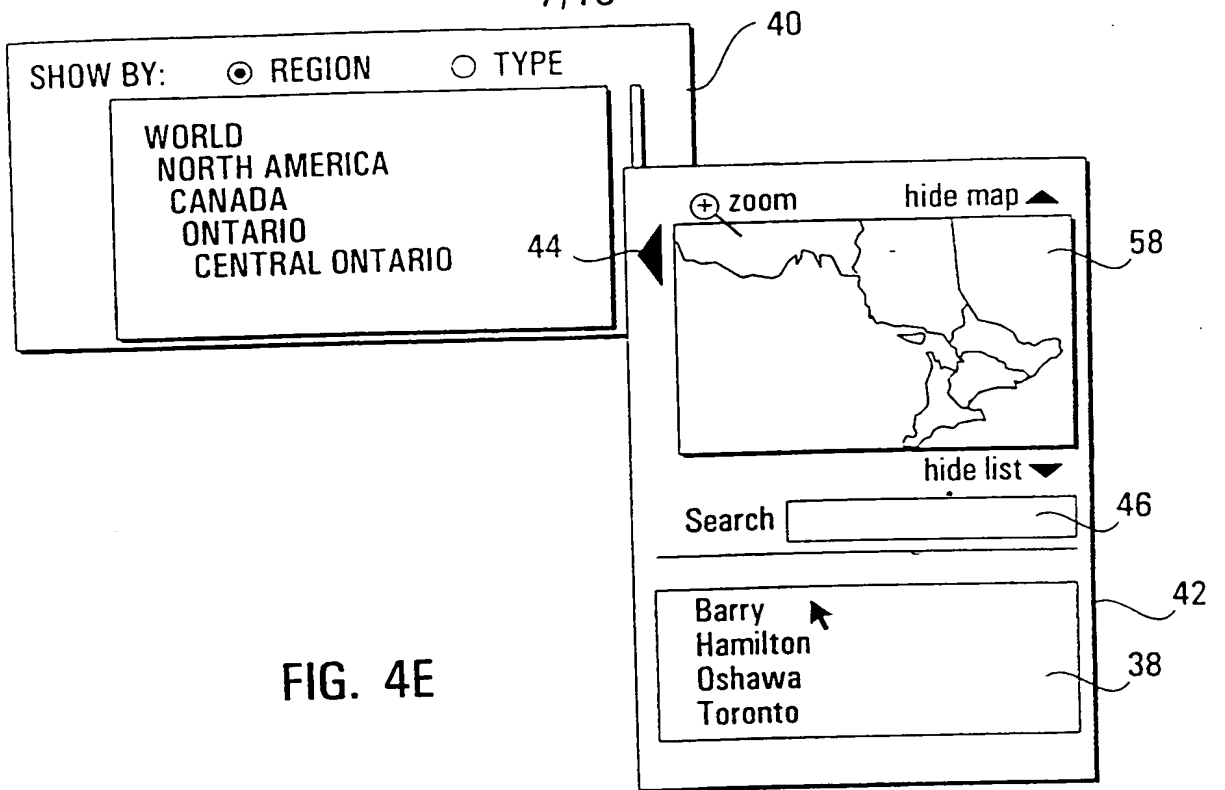 40
SHOW BY: REGION TYPE
WORLD
NORTH AMERICA
CANADA
ONTARIO
CENTRAL ONTARIO
44
zoom hide map
58
hide list
Search
46
42
Barry
Hamilton
Oshawa
Toronto
38
FIG. 4E